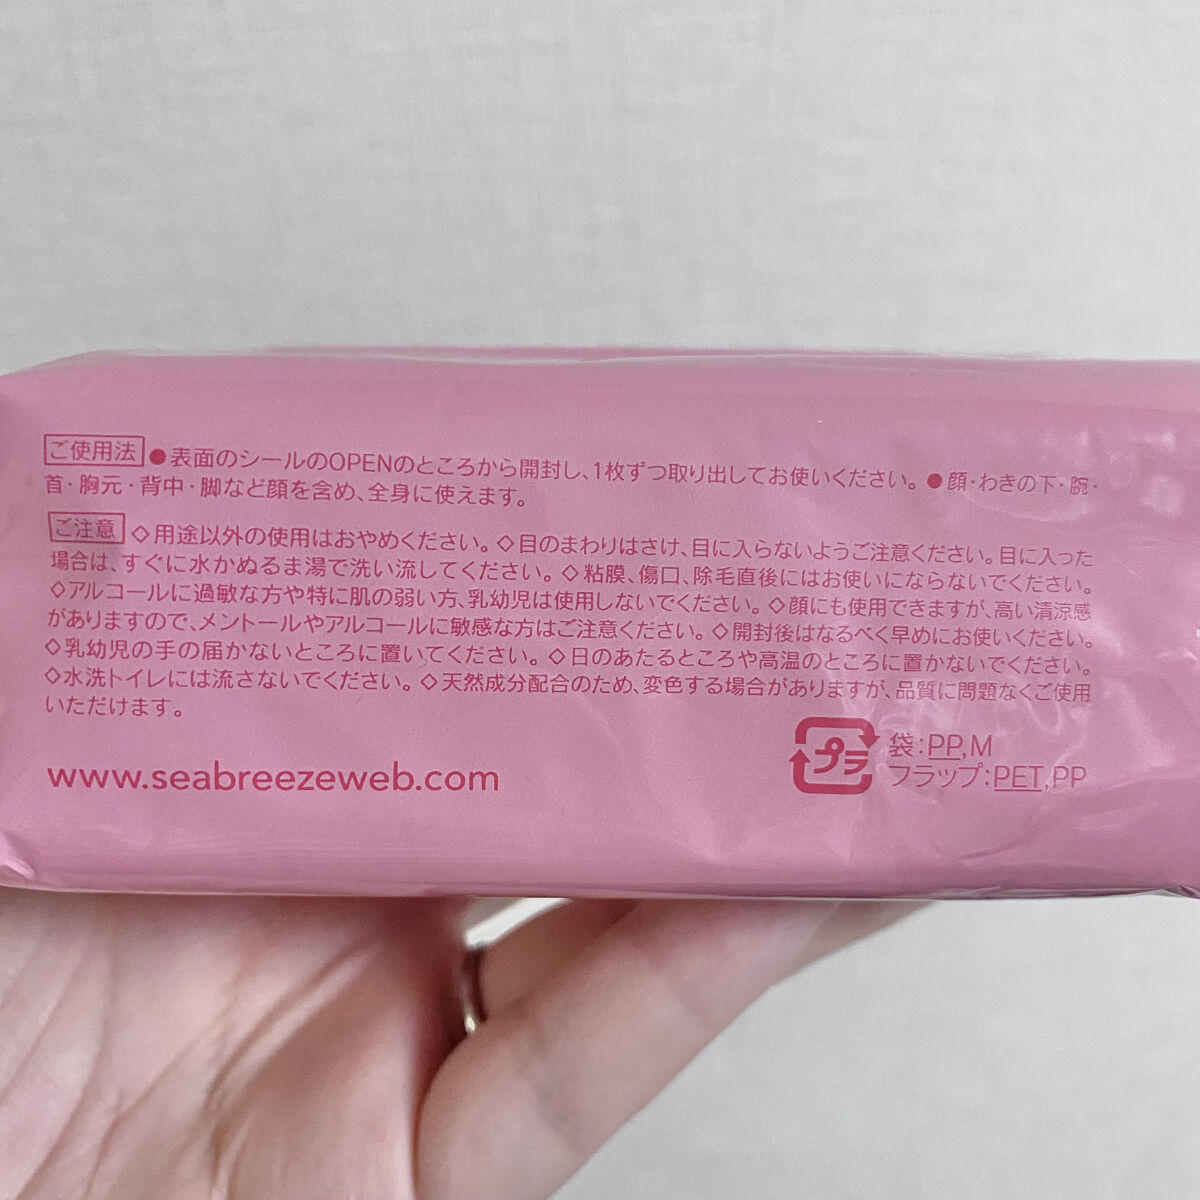 ご使用法 ●表面のシールのOPENのところから開封し、1枚ずつ取り出してお使いください。●顔・わきの下・腕・
首・胸元・背中・脚など顔を含め、全身に使えます。
ご注意 ◇用途以外の使用はおやめください。◇目のまわりはさけ、目に入らないようご注意ください。目に入った
場合は、すぐに水かぬるま湯で洗い流してください。◇粘膜、傷口、除毛直後にはお使いにならないでください。
◇アルコールに過敏な方や特に肌の弱い方、乳幼児は使用しないでください。◇顔にも使用できますが、高い清涼感
がありますので、メントールやアルコールに敏感な方はご注意ください。◇開封後はなるべく早めにお使いください。
◇乳幼児の手の届かないところに置いてください。◇日のあたるところや高温のところに置かないでください。
◇水洗トイレには流さないでください。◇天然成分配合のため、変色する場合がありますが、品質に問題なくご使用
いただけます。
www.seabreezeweb.com
プラ
袋:PP,M
フラップ:PET,PP